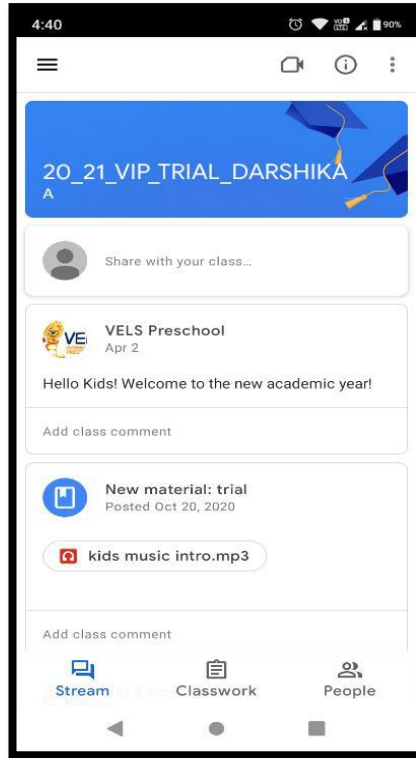 4:40
90%
20_21_VIP_TRIAL_DARSHIKA
A
Share with your class...
VELS Preschool
Apr 2
Hello Kids! Welcome to the new academic year!
Add class comment
New material: trial
Posted Oct 20, 2020
kids music intro.mp3
Add class comment
Stream Classwork People